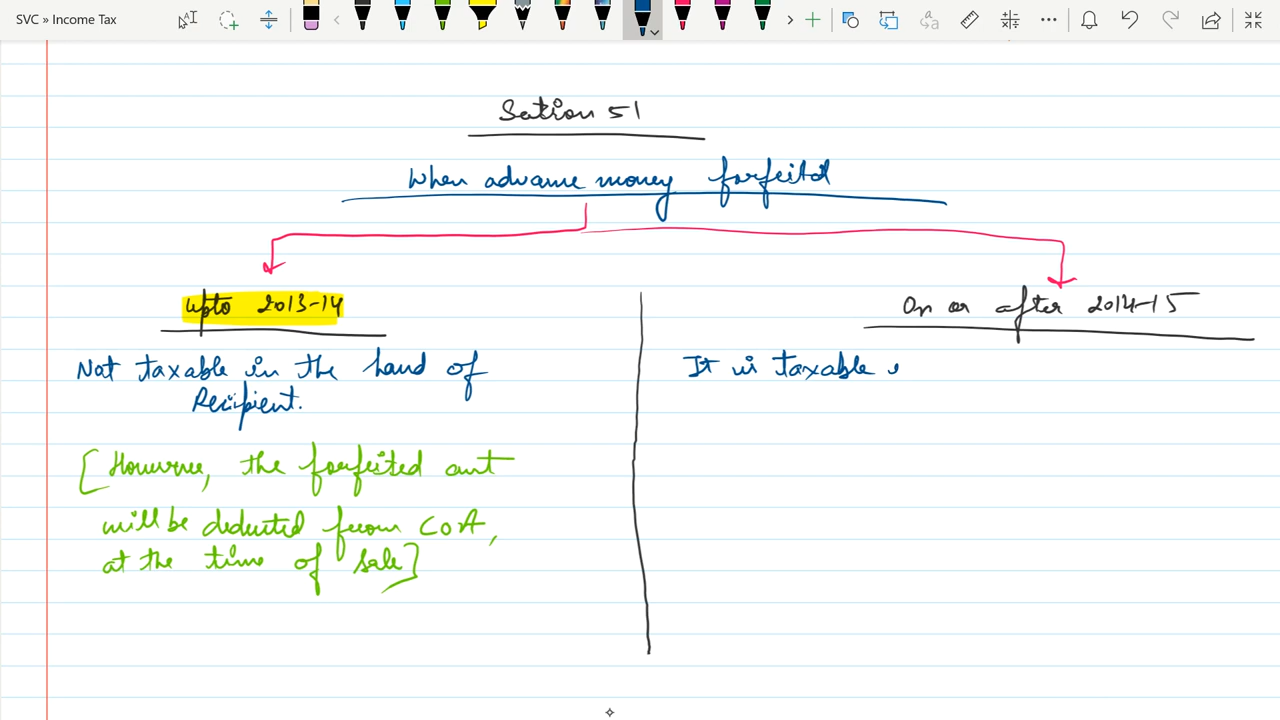 SVC » Income Tax
Section 51
When advance money forfeited
upto 2013-14
On or after 2014-15
Not taxable in the hand of
Recipient.
It is taxable
[However, the forfeited amt
will be deducted from COA,
at the time of sale]